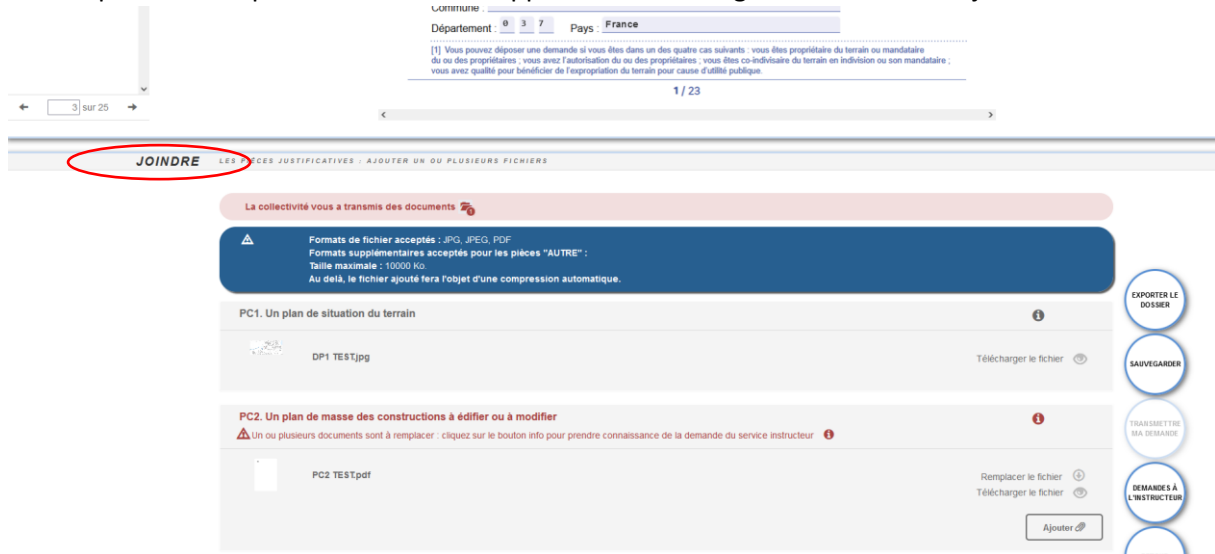 Commune :
Département : 0 3 7 Pays : France
[1] Vous pouvez déposer une demande si vous êtes dans un des quatre cas suivants : vous êtes propriétaire du terrain ou mandataire
du ou des propriétaires ; vous avez l'autorisation du ou des propriétaires ; vous êtes co-indivisaire du terrain en indivision ou son mandataire ;
vous avez qualité pour bénéficier de l'expropriation du terrain pour cause d'utilité publique.
1 / 23
3 sur 25
JOINDRE LES PIÈCES JUSTIFICATIVES / AJOUTER UN OU PLUSIEURS FICHIERS
La collectivité vous a transmis des documents
Formats de fichier acceptés : JPG, JPEG, PDF
Formats supplémentaires acceptés pour les pièces "AUTRE" :
Taille maximale : 10000 Ko.
Au delà, le fichier ajouté fera l'objet d'une compression automatique.
EXPORTER LE
DOSSIER
PC1. Un plan de situation du terrain
DP1 TEST.jpg
Télécharger le fichier
SAUVEGARDER
PC2. Un plan de masse des constructions à édifier ou à modifier
Un ou plusieurs documents sont à remplacer : cliquez sur le bouton info pour prendre connaissance de la demande du service instructeur
TRANSMETTRE
MA DEMANDE
PC2 TEST.pdf
Remplacer le fichier
Télécharger le fichier
DEMANDES À
L'INSTRUCTEUR
Ajouter